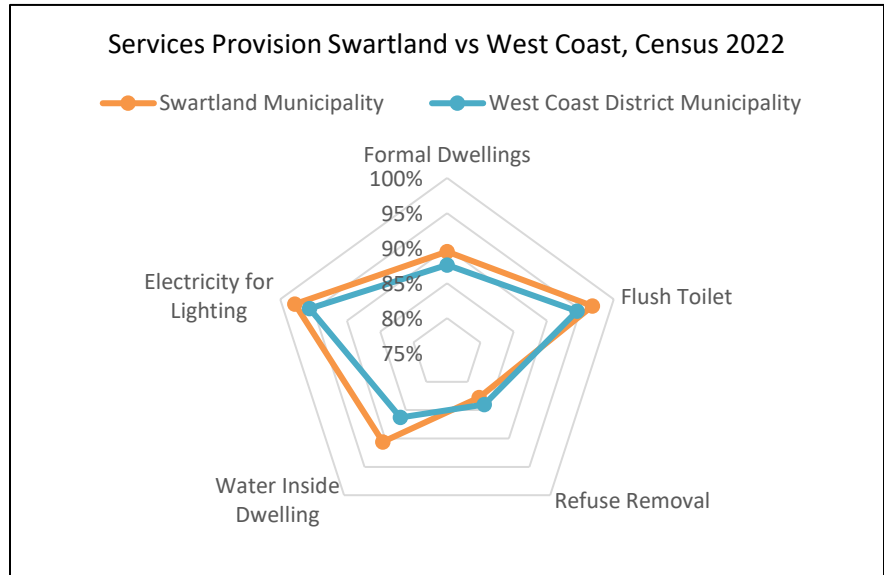 Services Provision Swartland vs West Coast, Census 2022
Swartland Municipality
West Coast District Municipality
Formal Dwellings
100%
95%
90%
85%
80%
75%
Electricity for
Lighting
Flush Toilet
Water Inside
Dwelling
Refuse Removal